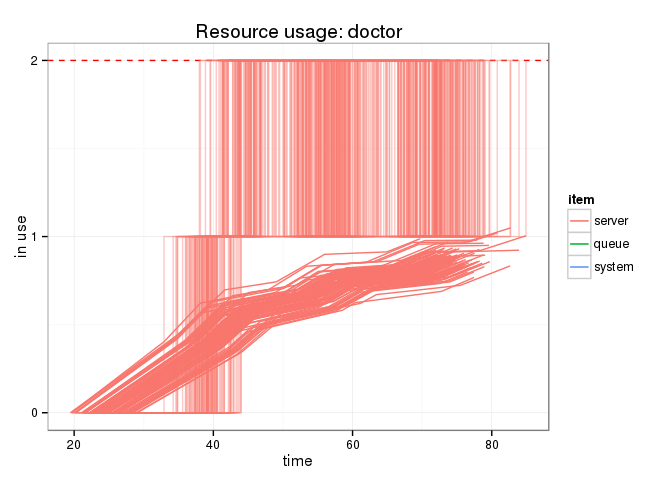 Resource usage: doctor
2
1
0
in use
20 40 60 80
time
item
server
queue
system